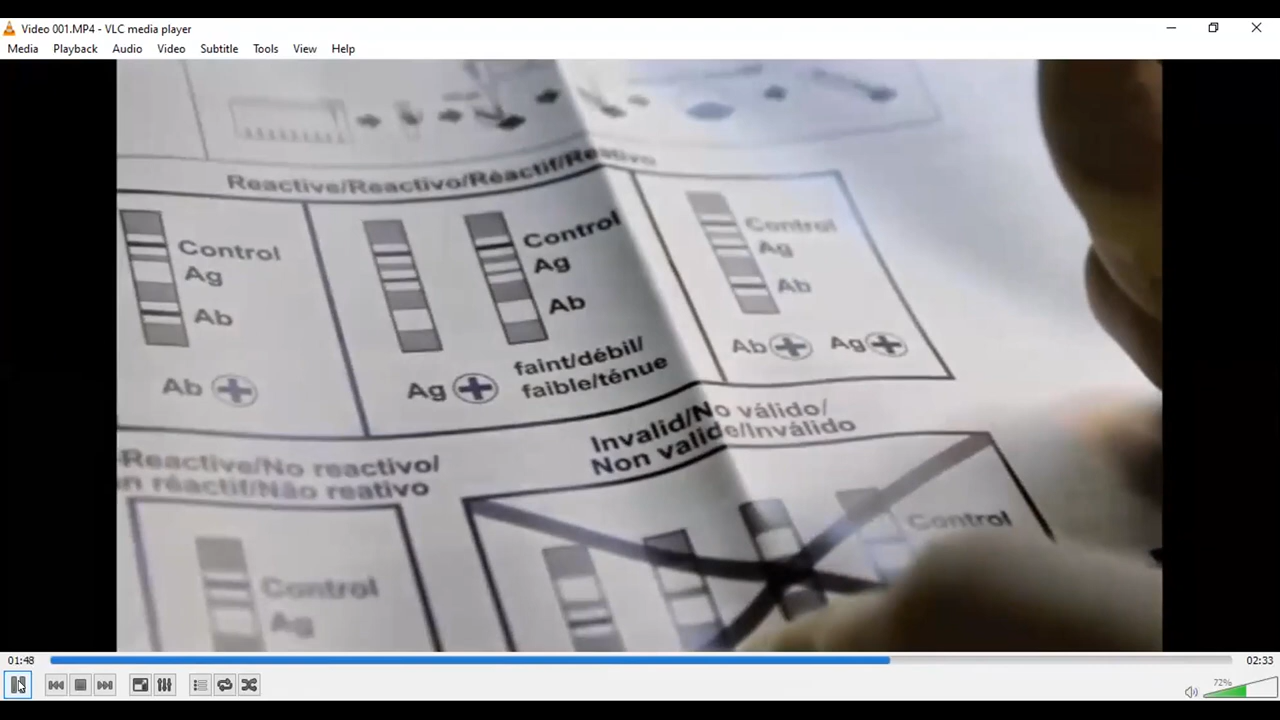 Video 001.MP4 - VLC media player
Media Playback Audio Video Subtitle Tools View Help
Reactive/Reactivo/Réactif/Reativo
Control
Ag
Ab
Ab
Control
Ag
Ab
Ag
faint/débil/
faible/ténue
Control
Ag
Ab
Ab Ag
Reactive/No reactivo/
n réactif/Não reativo
Control
Ag
Invalid/No válido/
Non valide/Inválido
Control
01:48
02:33
72%